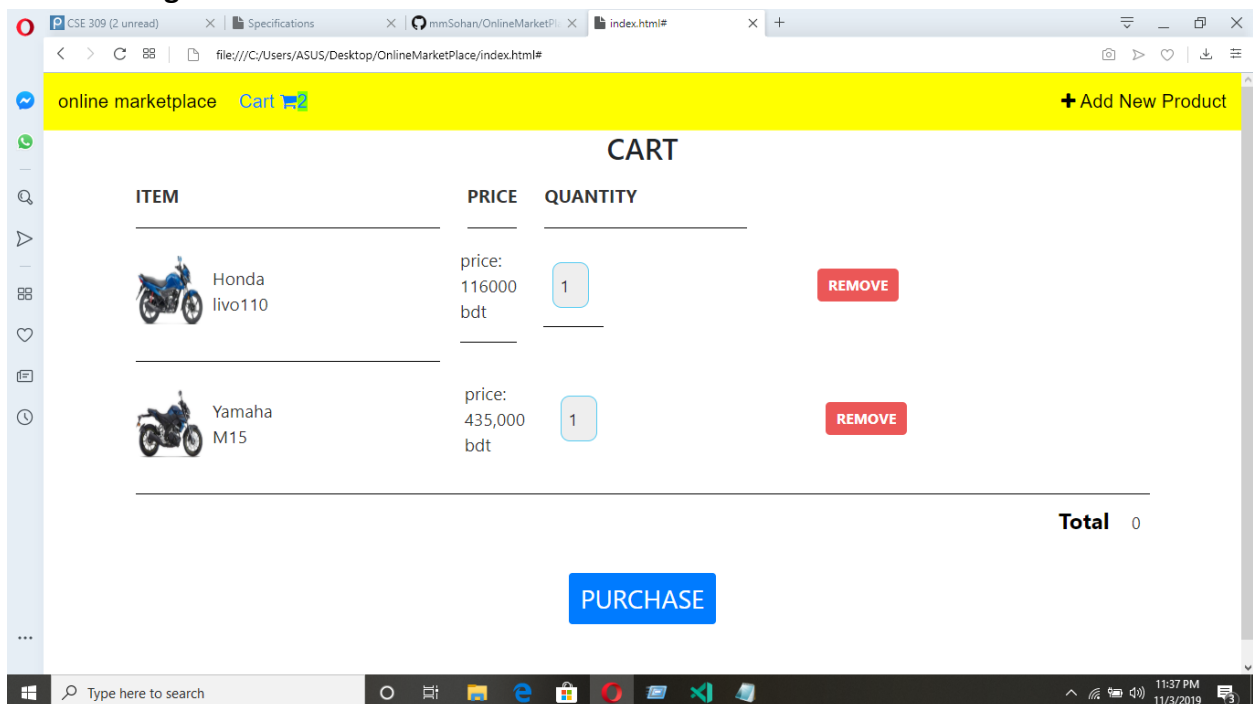 CSE 309 (2 unread)
Specifications
mmSohan/OnlineMarketPl
index.html#
file:///C:/Users/ASUS/Desktop/OnlineMarketPlace/index.html#
online marketplace Cart 2
Add New Product
CART
ITEM PRICE QUANTITY
Honda
livo110
price:
116000
bdt
1
REMOVE
Yamaha
M15
price:
435,000
bdt
1
REMOVE
Total 0
PURCHASE
Type here to search
11:37 PM
11/3/2019
3